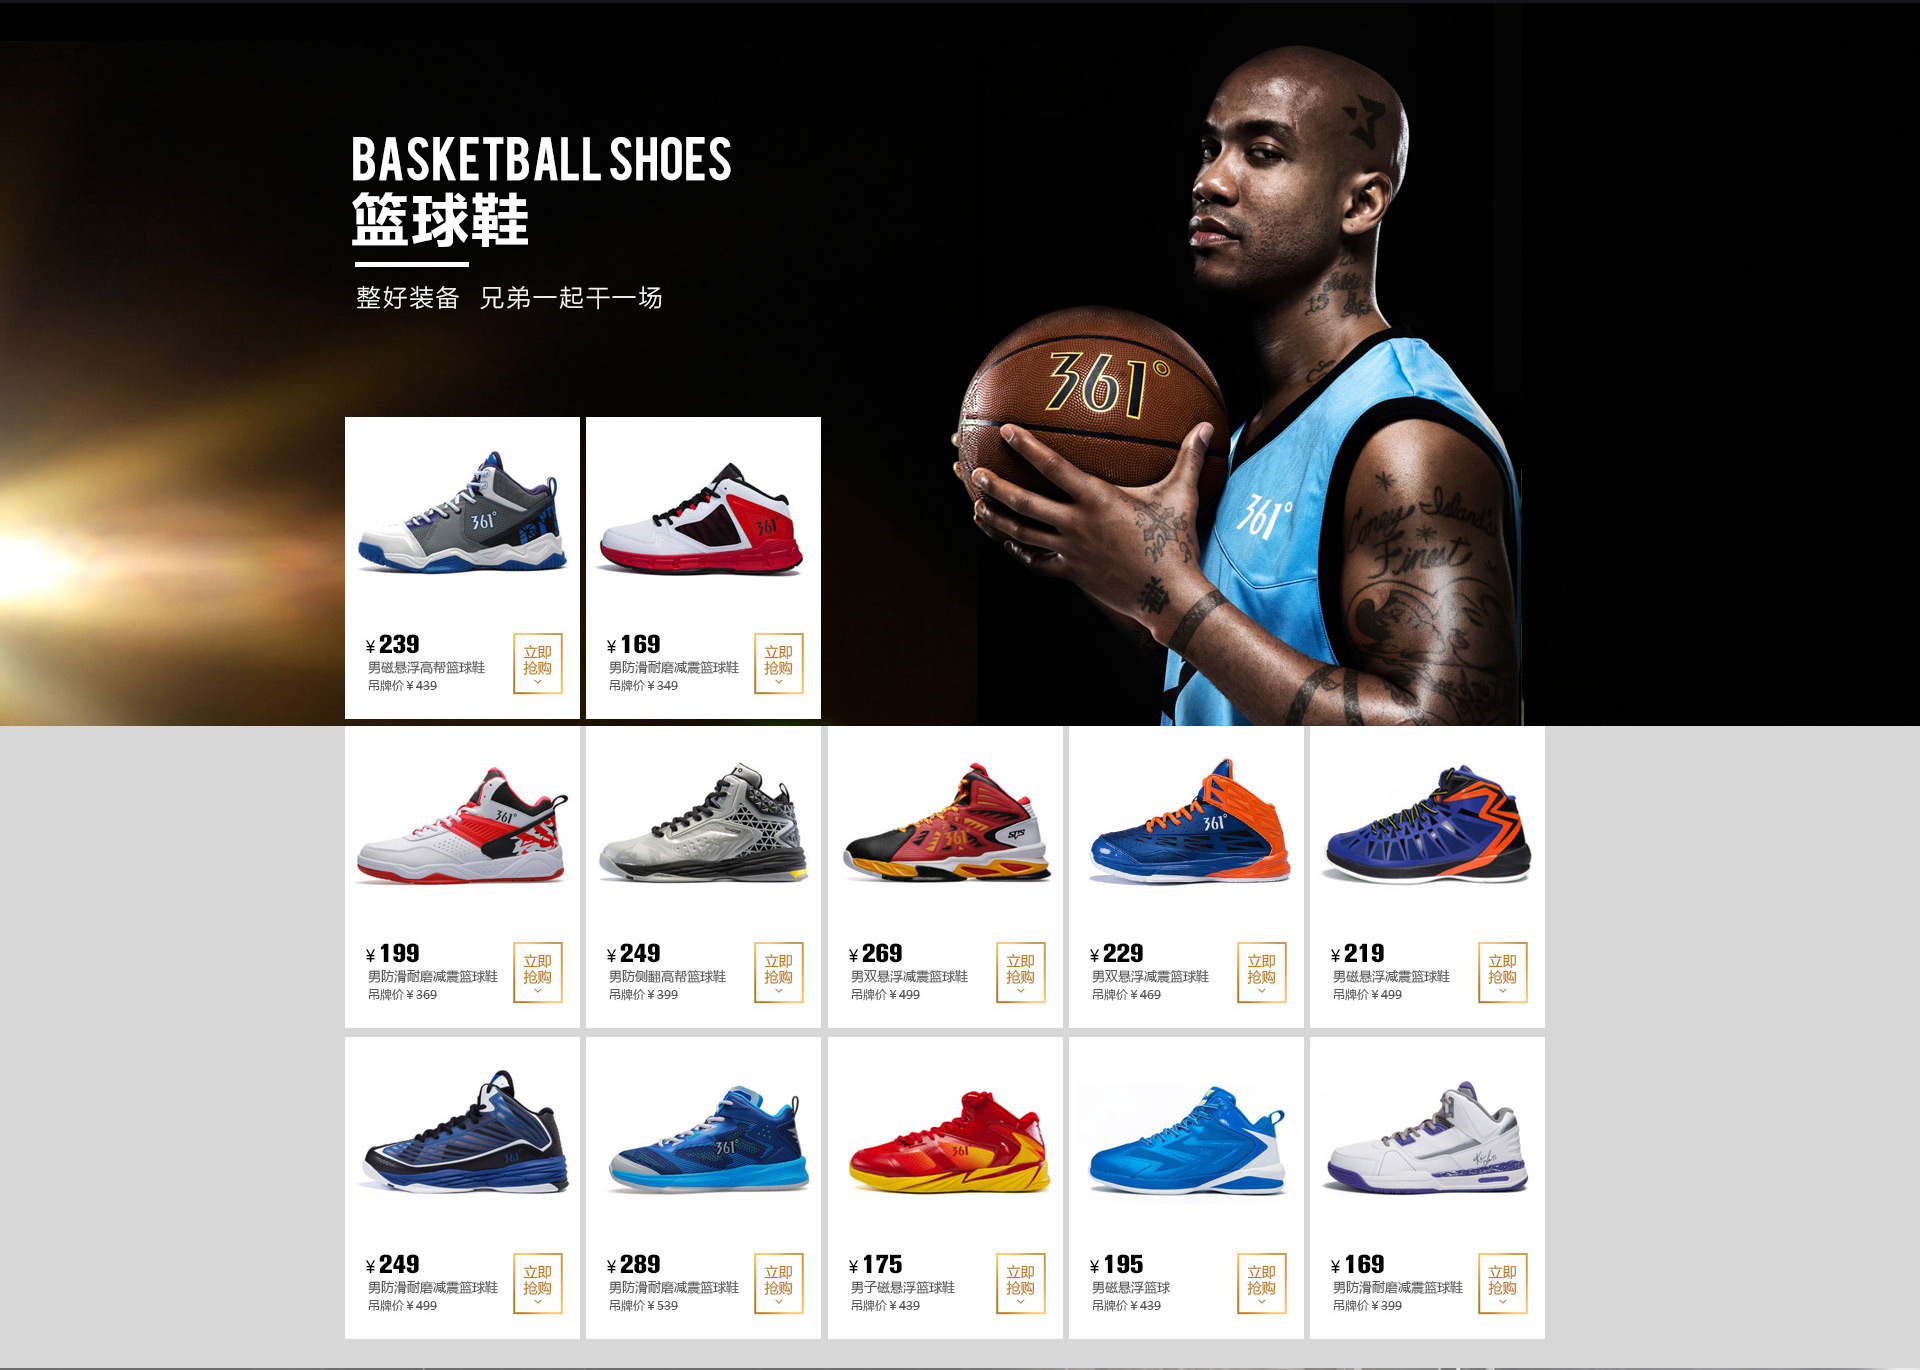 BASKETBALL SHOES
篮球鞋
整好装备 兄弟一起干一场
361°
361°
Coney Island's
Finest
361°
361°
¥ 239
男磁悬浮高帮篮球鞋
吊牌价 ¥ 439
立即
抢购
¥ 169
男防滑耐磨减震篮球鞋
吊牌价 ¥ 349
立即
抢购
361°
361
361°
¥ 199
男防滑耐磨减震篮球鞋
吊牌价 ¥ 369
立即
抢购
¥ 249
男防侧翻高帮篮球鞋
吊牌价 ¥ 399
立即
抢购
¥ 269
男双悬浮减震篮球鞋
吊牌价 ¥ 499
立即
抢购
¥ 229
男双悬浮减震篮球鞋
吊牌价 ¥ 469
立即
抢购
¥ 219
男磁悬浮减震篮球鞋
吊牌价 ¥ 499
立即
抢购
361°
361°
361
¥ 249
男防滑耐磨减震篮球鞋
吊牌价 ¥ 499
立即
抢购
¥ 289
男防滑耐磨减震篮球鞋
吊牌价 ¥ 539
立即
抢购
¥ 175
男子磁悬浮篮球鞋
吊牌价 ¥ 439
立即
抢购
¥ 195
男磁悬浮篮球
吊牌价 ¥ 439
立即
抢购
¥ 169
男防滑耐磨减震篮球鞋
吊牌价 ¥ 399
立即
抢购